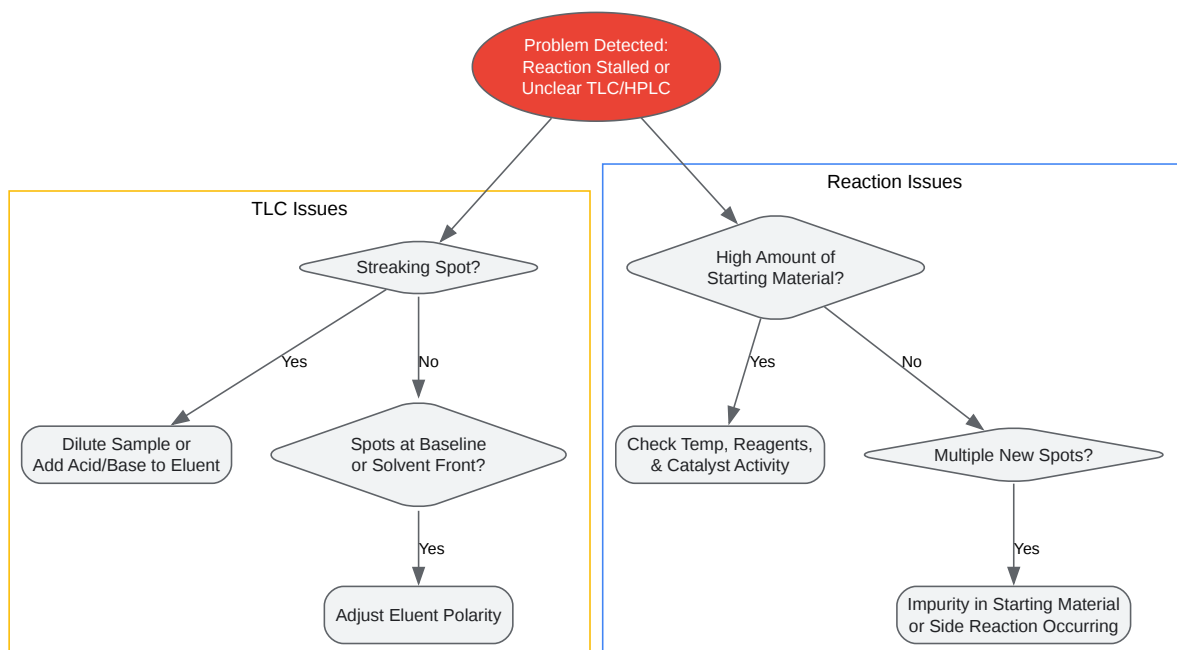 Problem Detected:
Reaction Stalled or
Unclear TLC/HPLC
TLC Issues
Streaking Spot?
Yes
No
Dilute Sample or
Add Acid/Base to Eluent
Spots at Baseline
or Solvent Front?
Yes
Adjust Eluent Polarity
Reaction Issues
High Amount of
Starting Material?
Yes
No
Check Temp, Reagents,
& Catalyst Activity
Multiple New Spots?
Yes
Impurity in Starting Material
or Side Reaction Occurring